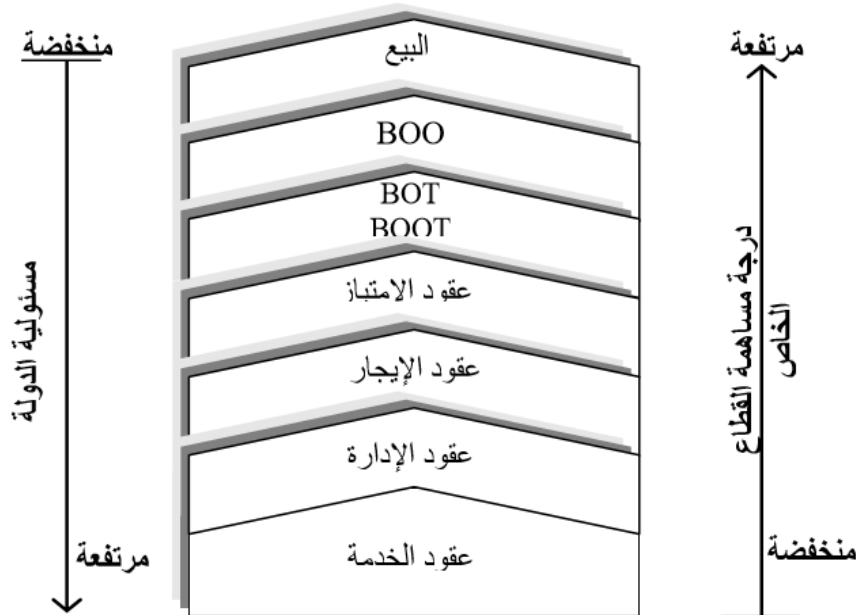 مرتفعة
درجة مساهمة القطاع
الخاص
منخفضة
البيع
BOO
BOT
BOOT
عقود الامتياز
عقود الإيجار
عقود الإدارة
عقود الخدمة
منخفضة
مسئولية الدولة
مرتفعة